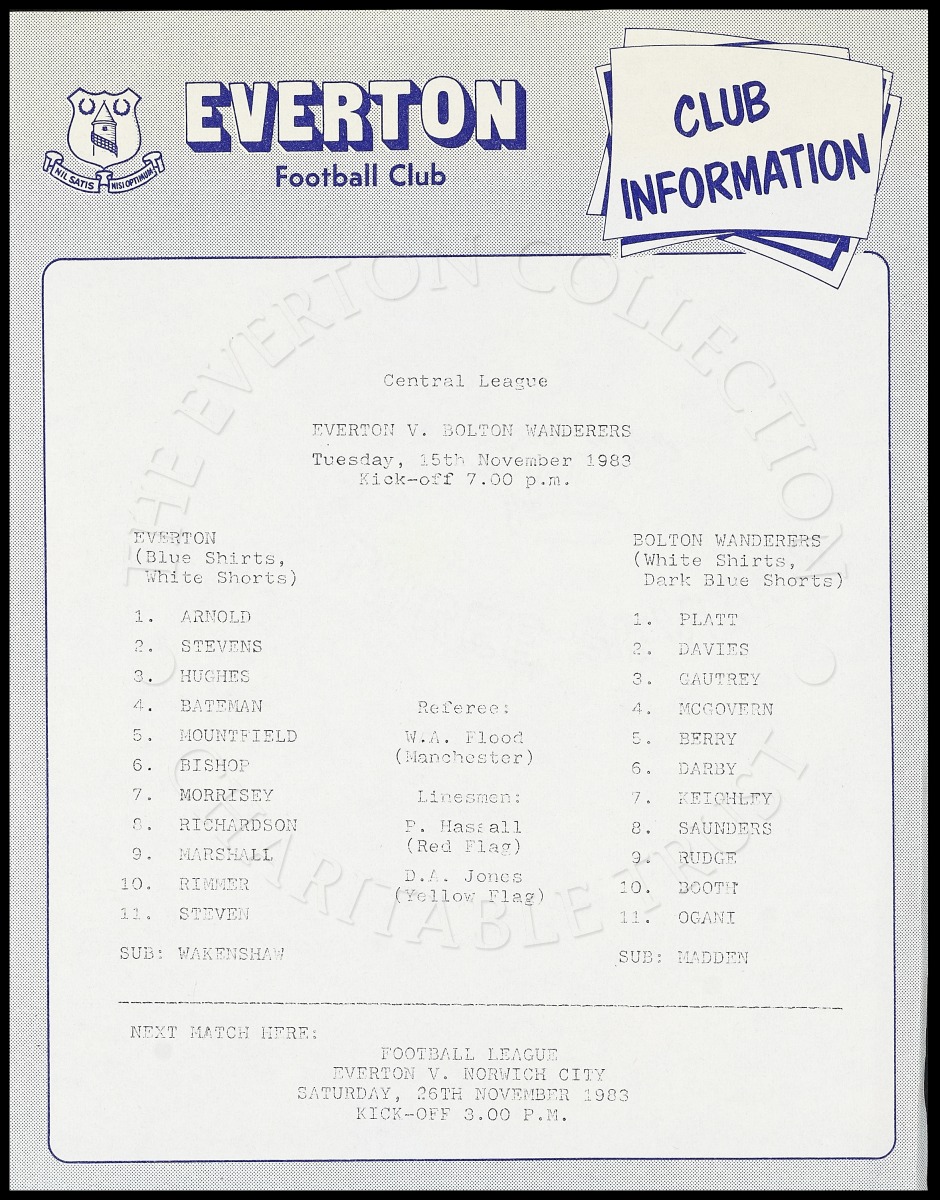 EVERTON
Football Club
NIL SATIS NISI OPTIMUM
CLUB
INFORMATION
THE EVERTON COLLECTION
CHARITABLE TRUST
Central League
EVERTON V. BOLTON WANDERERS
Tuesday, 15th November 1983
Kick-off 7.00 p.m.
EVERTON
(Blue Shirts,
White Shorts)
1. ARNOLD
2. STEVENS
3. HUGHES
4. BATEMAN
5. MOUNTFIELD
6. BISHOP
7. MORRISEY
8. RICHARDSON
9. MARSHALL
10. RIMMER
11. STEVEN
SUB: WAKENSHAW
Referee:
W.A. Flood
(Manchester)
Linesmen:
P. Hassall
(Red Flag)
D.A. Jones
(Yellow Flag)
BOLTON WANDERERS
(White Shirts,
Dark Blue Shorts)
1. PLATT
2. DAVIES
3. GAUTREY
4. MCGOVERN
5. BERRY
6. DARBY
7. KEIGHLEY
8. SAUNDERS
9. RUDGE
10. BOOTH
11. OGANI
SUB: MADDEN
NEXT MATCH HERE:
FOOTBALL LEAGUE
EVERTON V. NORWICH CITY
SATURDAY, 26TH NOVEMBER 1983
KICK-OFF 3.00 P.M.